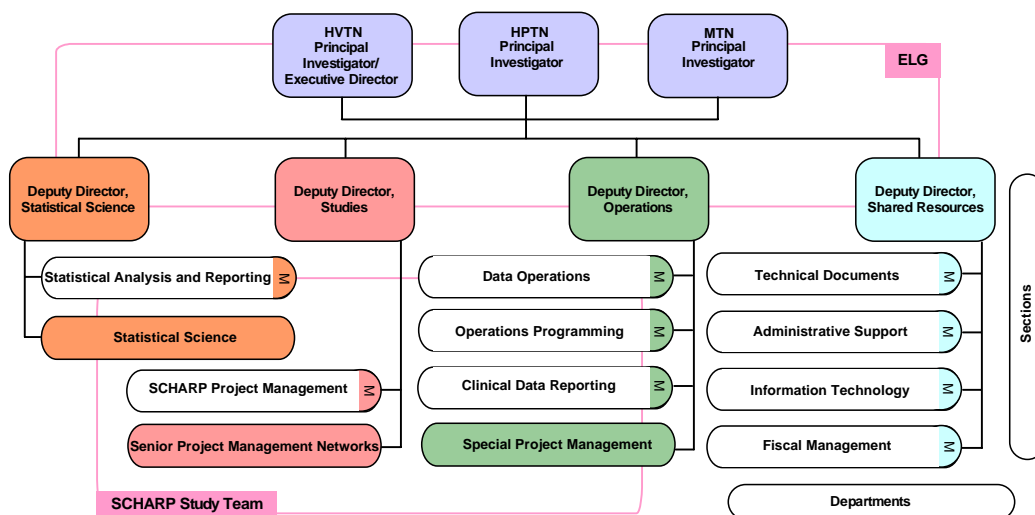 HVTN
Principal
Investigator/
Executive Director
HPTN
Principal
Investigator
MTN
Principal
Investigator
ELG
Deputy Director,
Statistical Science
Deputy Director,
Studies
Deputy Director,
Operations
Deputy Director,
Shared Resources
Statistical Analysis and Reporting
M
Statistical Science
SCHARP Project Management
M
Senior Project Management Networks
Data Operations
M
Operations Programming
M
Clinical Data Reporting
M
Special Project Management
Technical Documents
M
Administrative Support
M
Information Technology
M
Fiscal Management
M
Sections
SCHARP Study Team
Departments